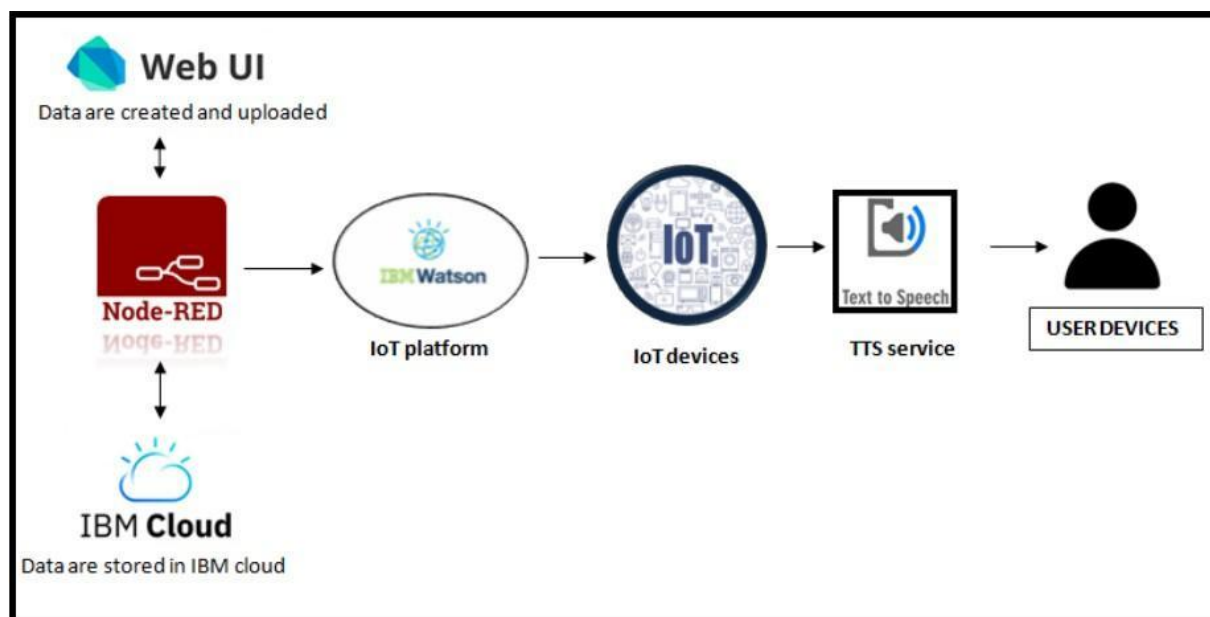 Web UI
Data are created and uploaded
Node-RED
Node-RED
IBM Watson
IoT platform
IoT
IoT devices
Text to Speech
TTS service
USER DEVICES
IBM Cloud
Data are stored in IBM cloud